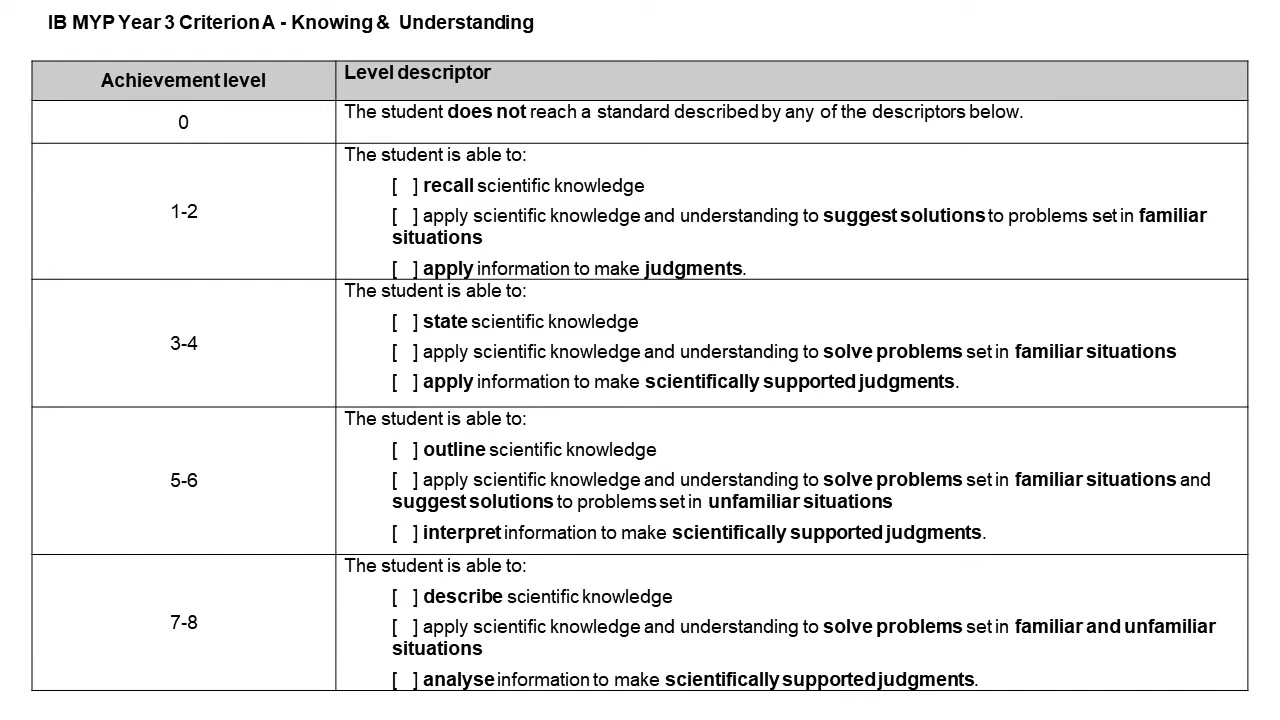 IB MYP Year 3 Criterion A - Knowing & Understanding
Achievement level
Level descriptor
0
The student does not reach a standard described by any of the descriptors below.
1-2
The student is able to:
[ ] recall scientific knowledge
[ ] apply scientific knowledge and understanding to suggest solutions to problems set in familiar
situations
[ ] apply information to make judgments.
3-4
The student is able to:
[ ] state scientific knowledge
[ ] apply scientific knowledge and understanding to solve problems set in familiar situations
[ ] apply information to make scientifically supported judgments.
5-6
The student is able to:
[ ] outline scientific knowledge
[ ] apply scientific knowledge and understanding to solve problems set in familiar situations and
suggest solutions to problems set in unfamiliar situations
[ ] interpret information to make scientifically supported judgments.
7-8
The student is able to:
[ ] describe scientific knowledge
[ ] apply scientific knowledge and understanding to solve problems set in familiar and unfamiliar
situations
[ ] analyse information to make scientifically supported judgments.